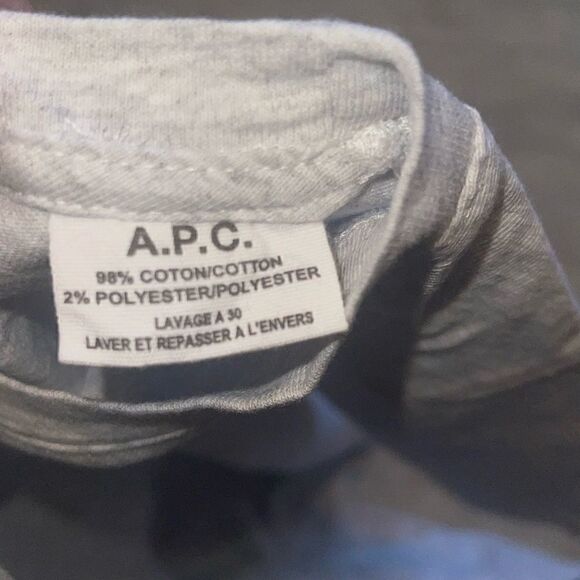 A.P.C.
98% COTON/COTTON
2% POLYESTER/POLYESTER
LAVAGE A 30
LAVER ET REPASSER A L'ENVERS